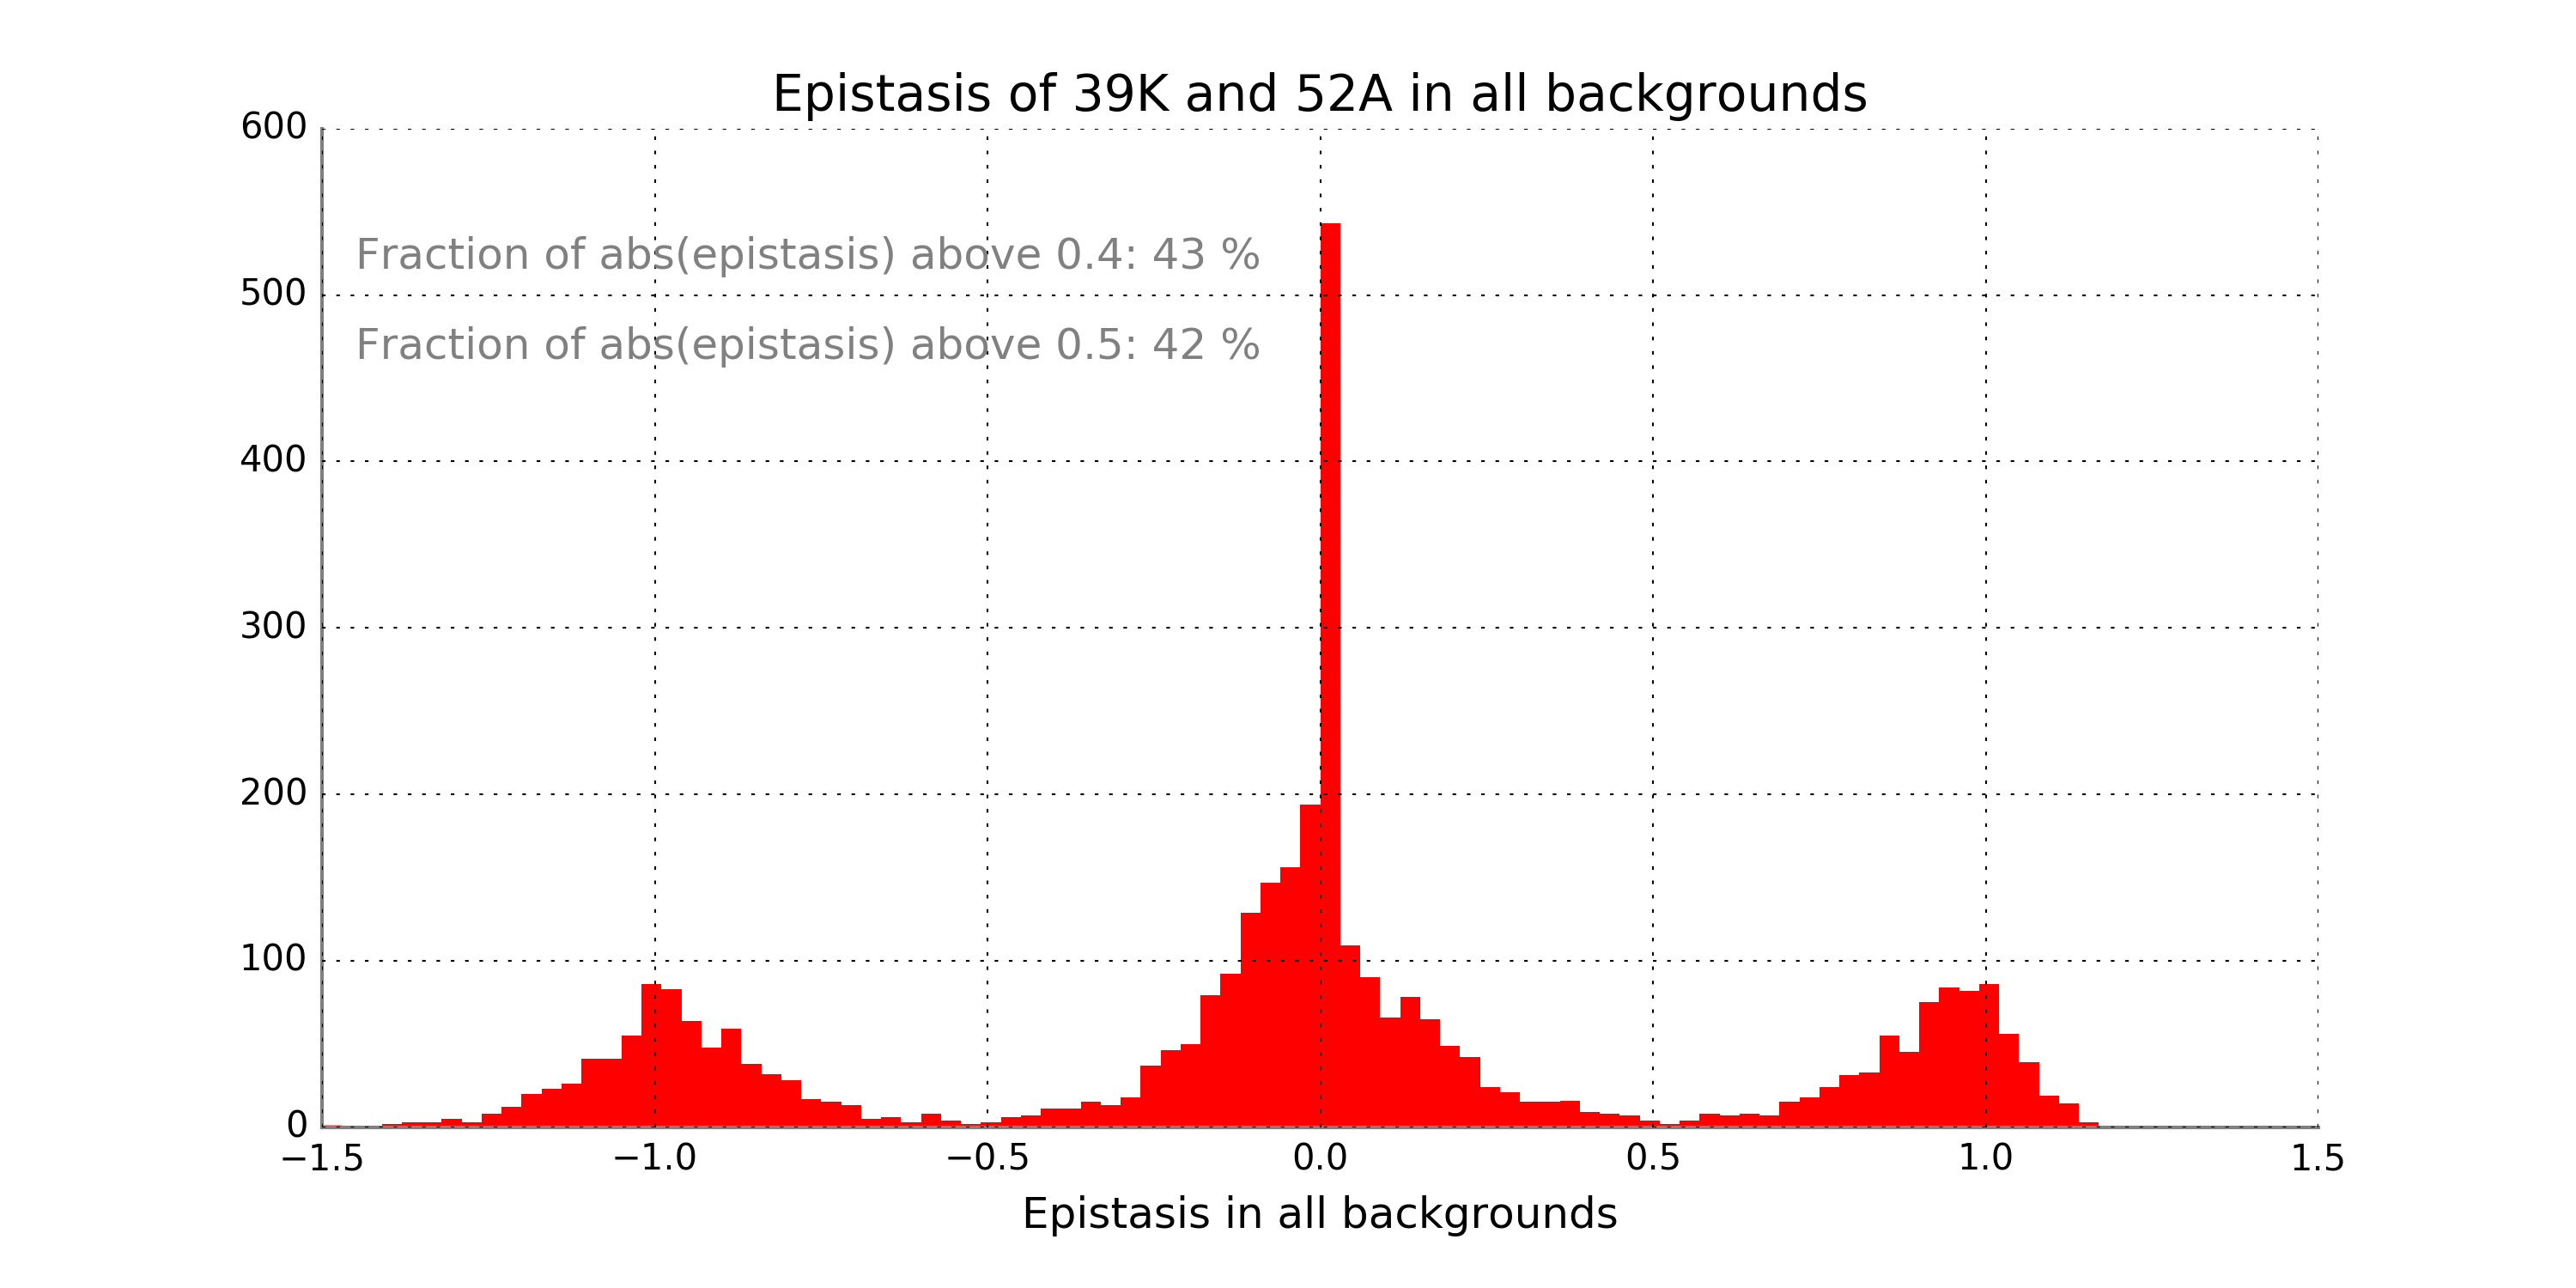 Epistasis of 39K and 52A in all backgrounds
600
Fraction of abs(epistasis) above 0.4: 43 %
500
Fraction of abs(epistasis) above 0.5: 42 %
400
300
200
100
0
−1.5 −1.0 −0.5 0.0 0.5 1.0 1.5
Epistasis in all backgrounds